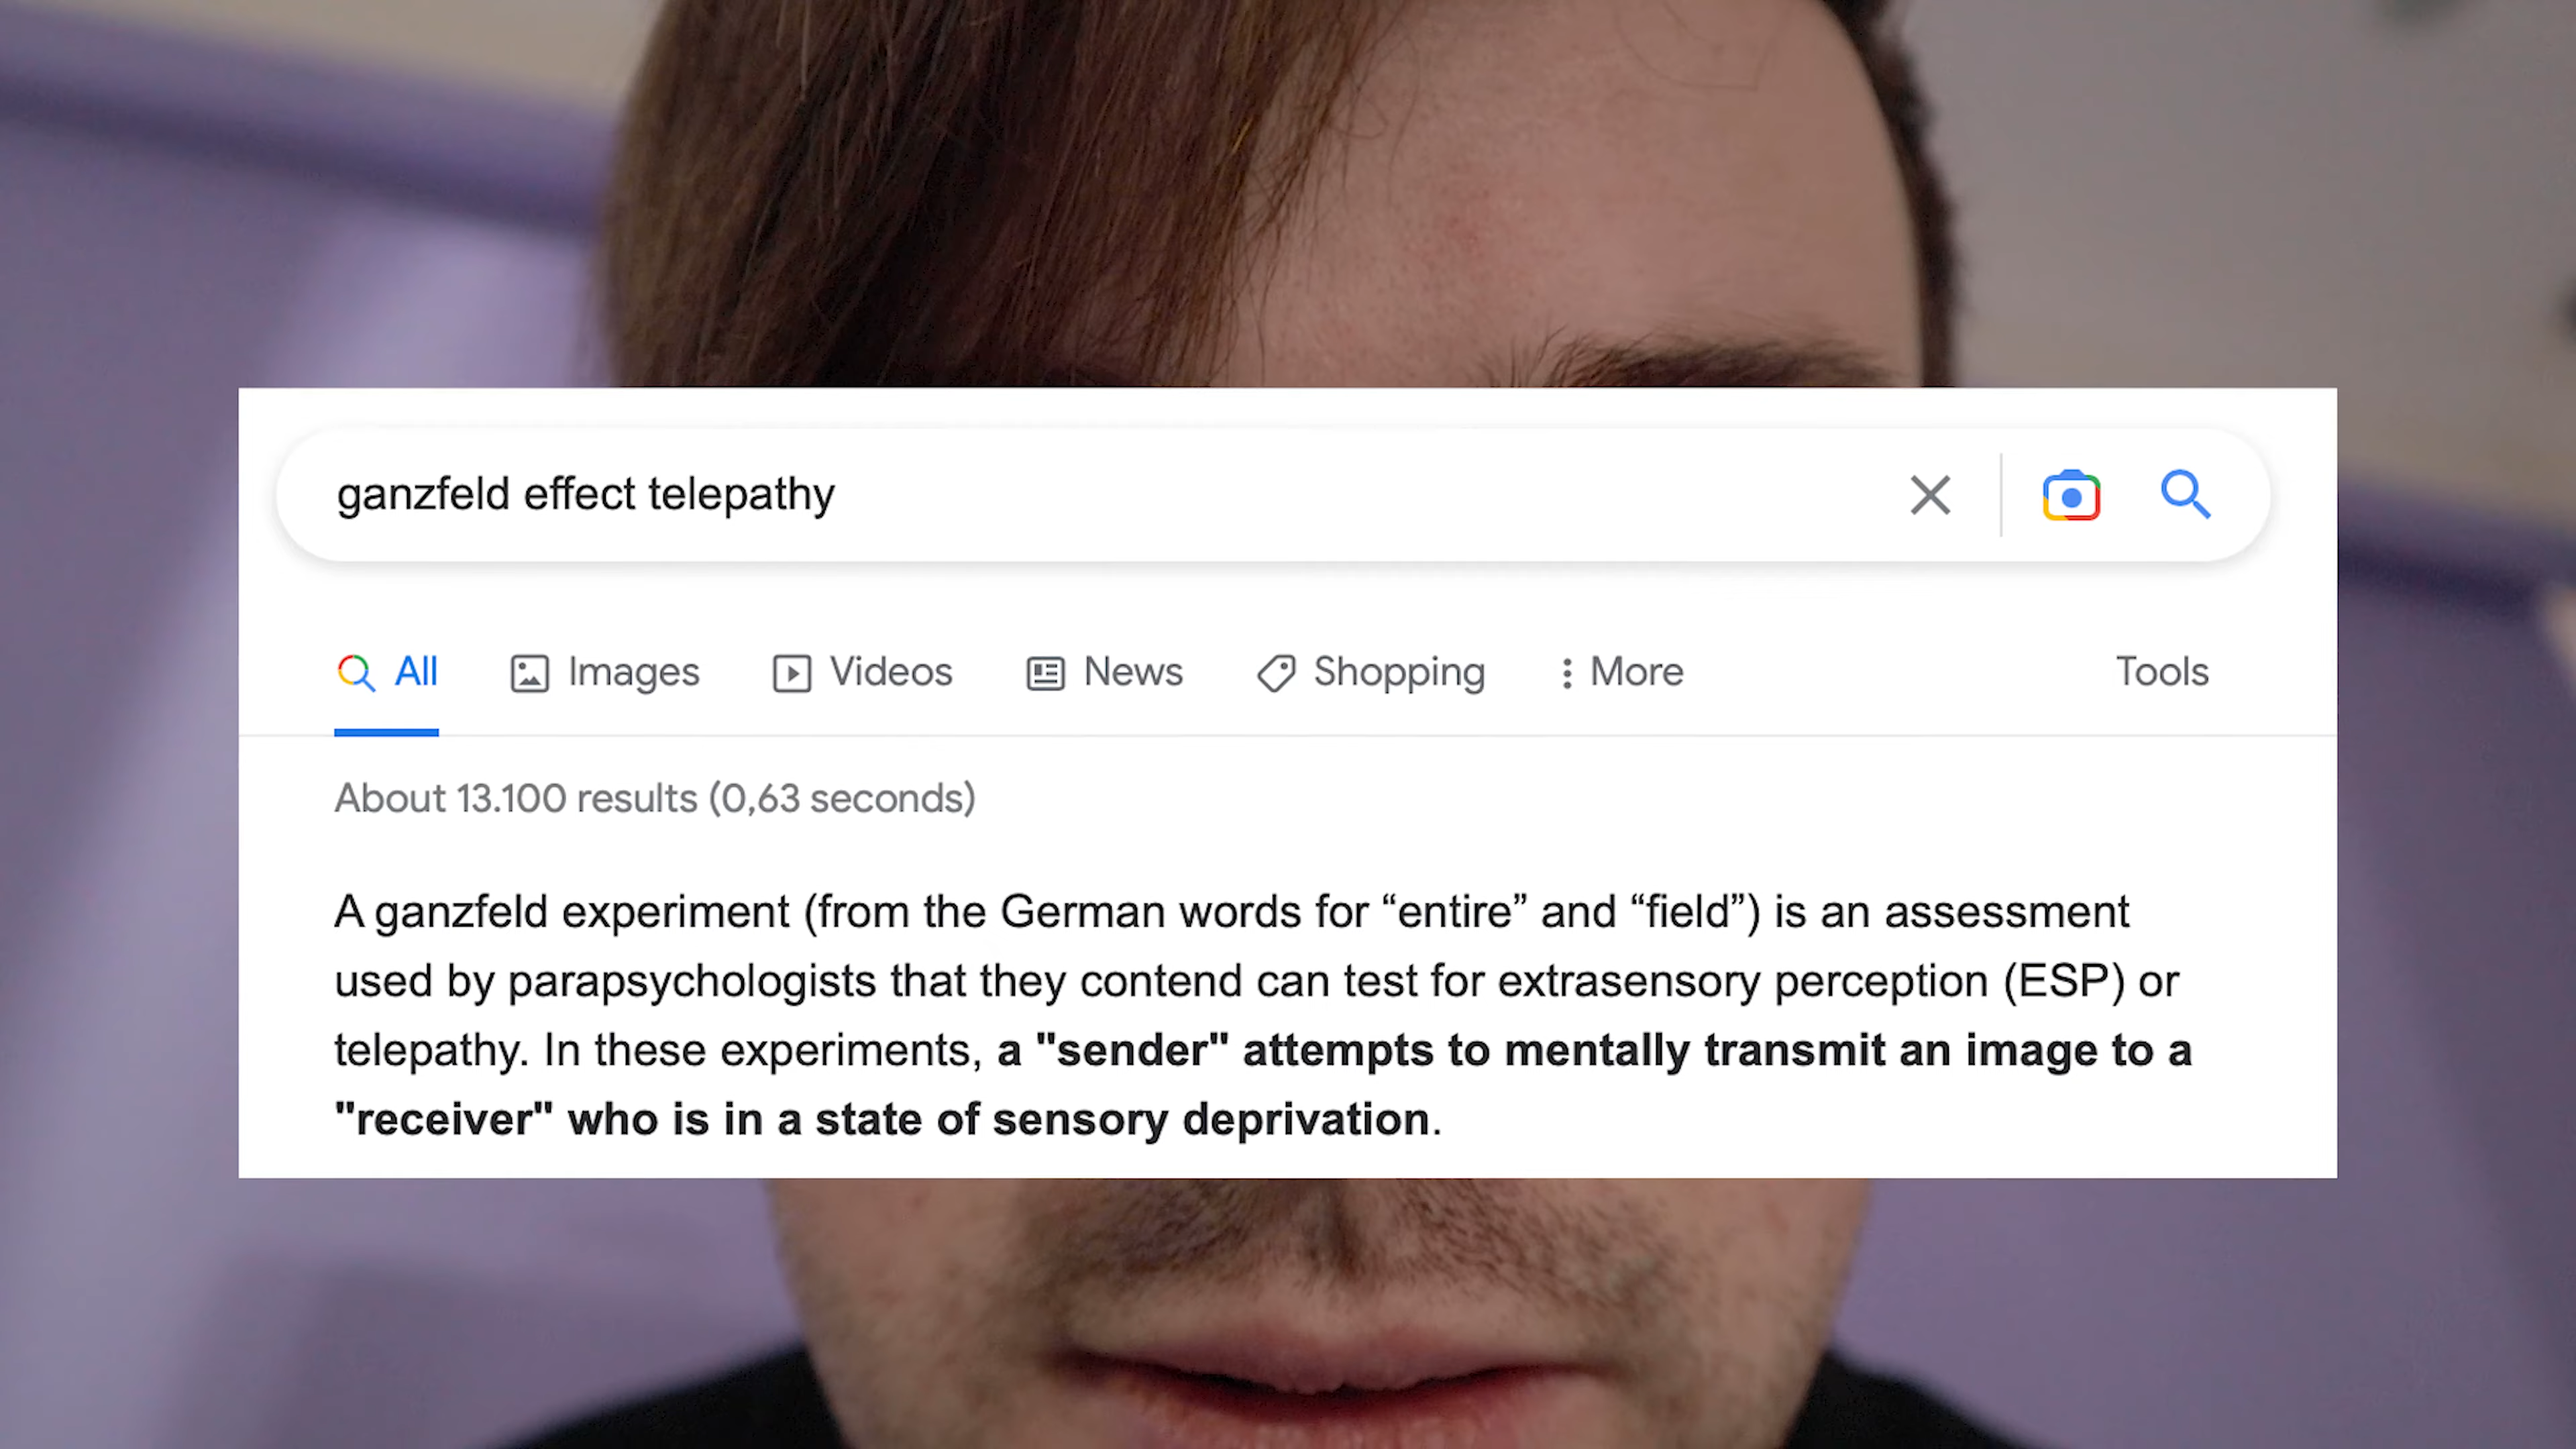 ganzfeld effect telepathy
All Images Videos News Shopping More Tools
About 13.100 results (0,63 seconds)
A ganzfeld experiment (from the German words for “entire” and “field”) is an assessment
used by parapsychologists that they contend can test for extrasensory perception (ESP) or
telepathy. In these experiments, a "sender" attempts to mentally transmit an image to a
"receiver" who is in a state of sensory deprivation.